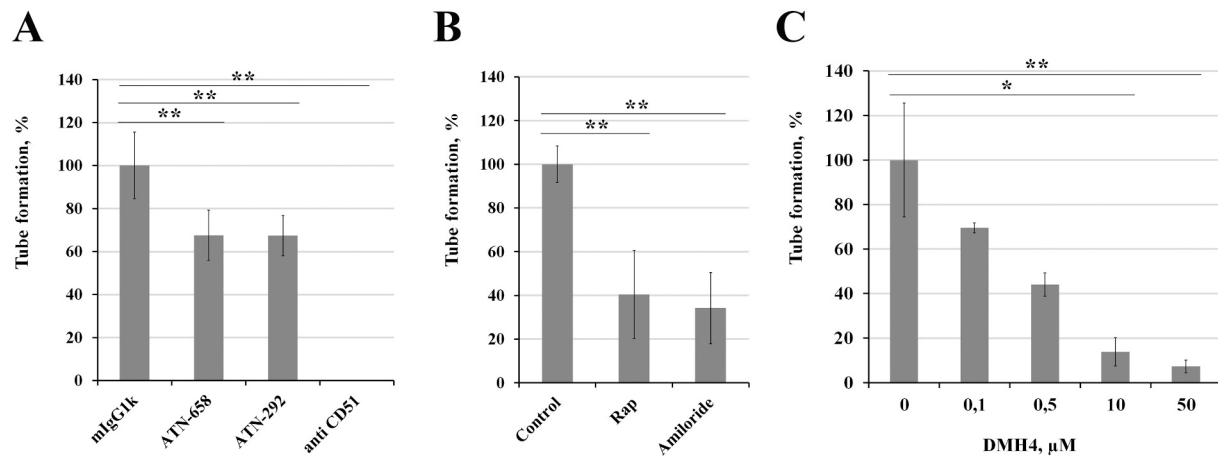 A
Tube formation, %
140
120
100
80
60
40
20
0
**
**
**
mIgG1k
ATN-658
ATN-292
anti CD51
B
Tube formation, %
140
120
100
80
60
40
20
0
**
**
Control
Rap
Amiloride
C
Tube formation, %
140
120
100
80
60
40
20
0
**
*
0 0,1 0,5 10 50
DMH4, µM